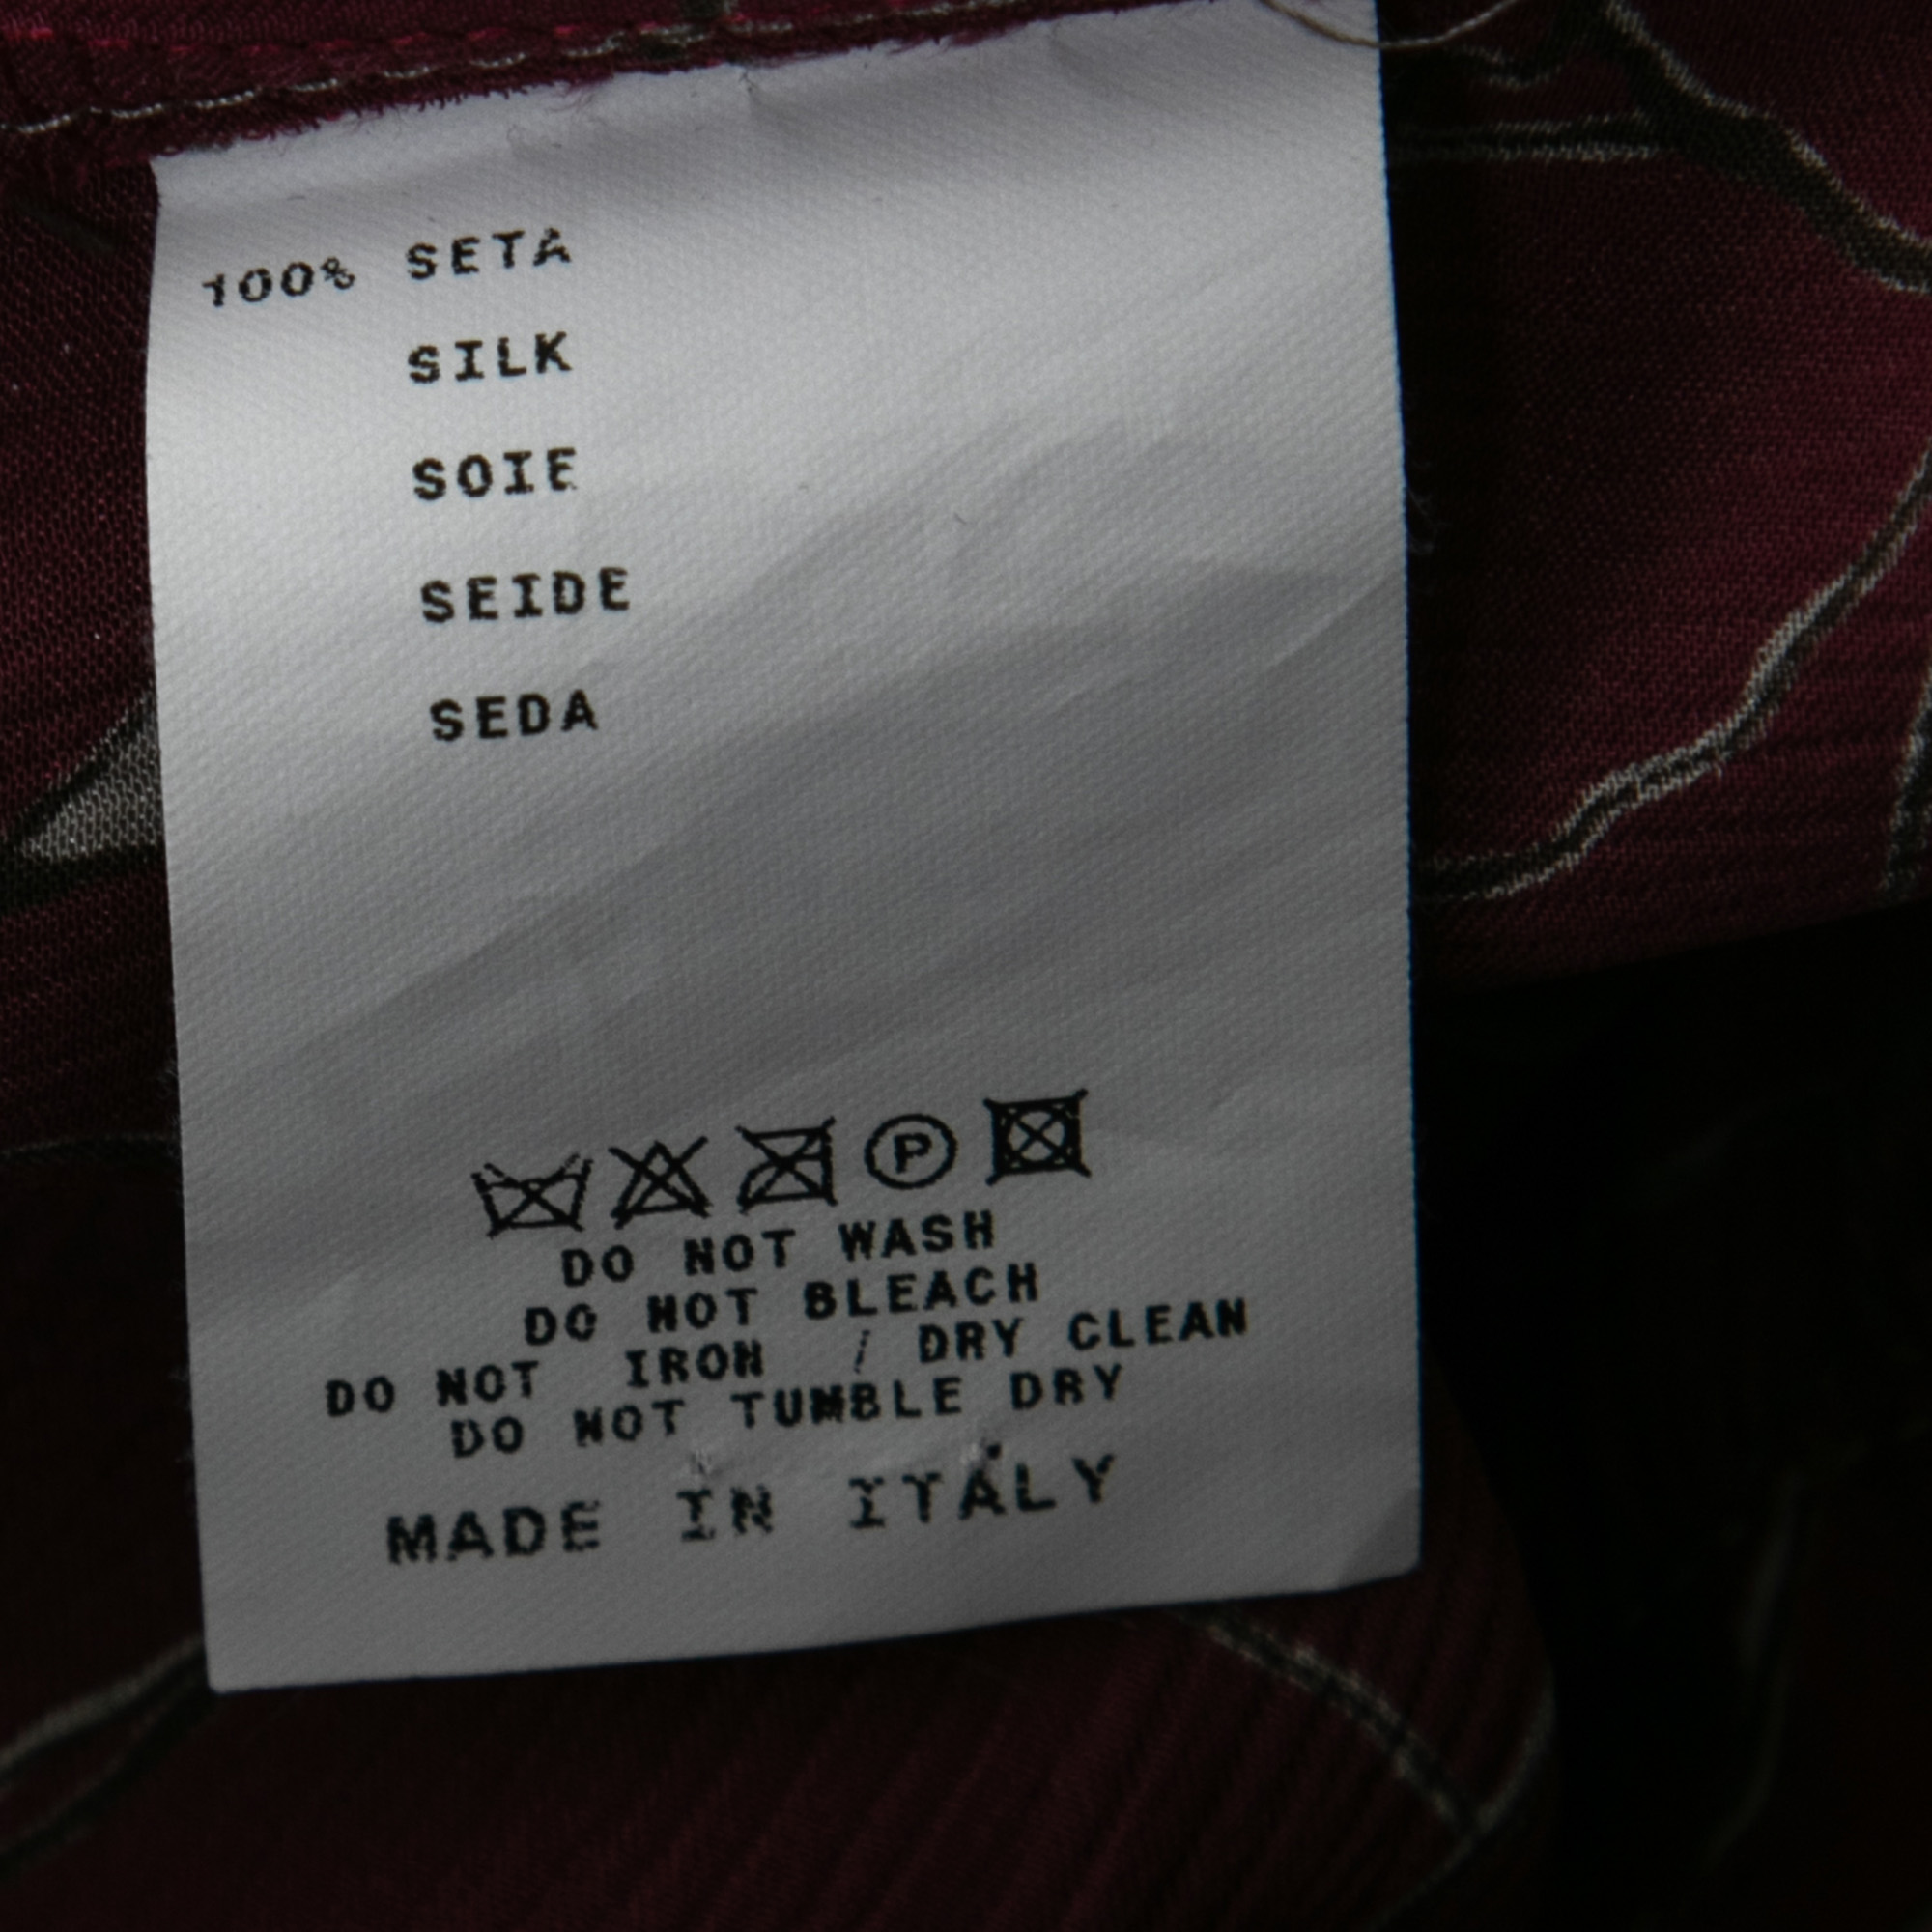 100% SETA
SILK
SOIE
SEIDE
SEDA
P
DO NOT WASH
DO NOT BLEACH
DO NOT IRON / DRY CLEAN
DO NOT TUMBLE DRY
MADE IN ITALY